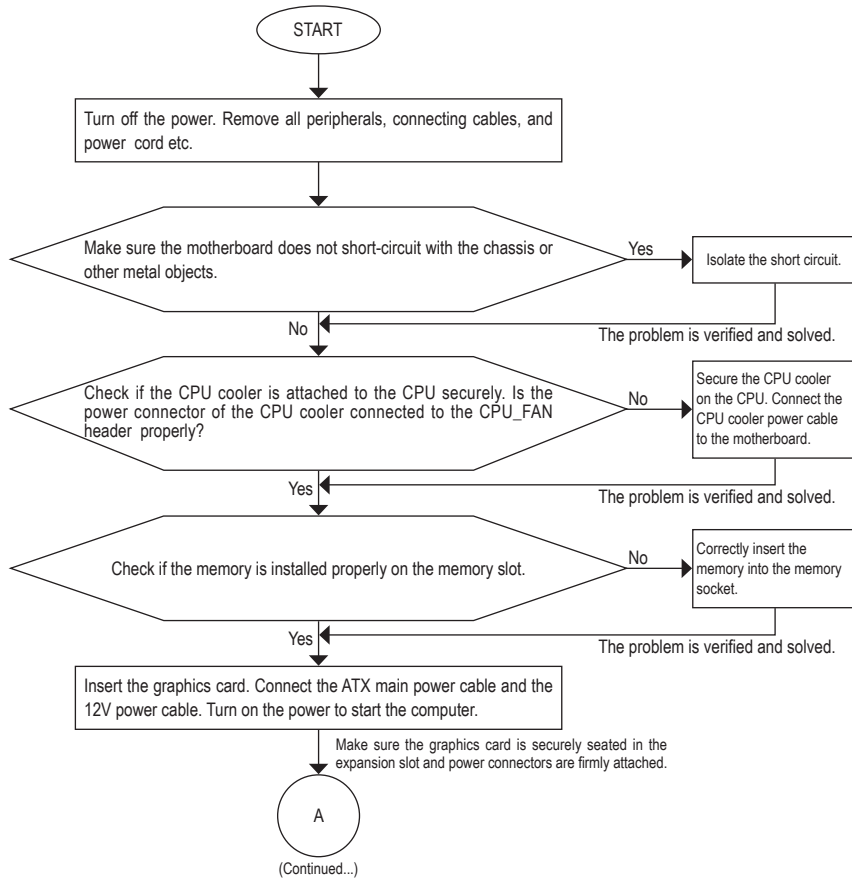 START
Turn off the power. Remove all peripherals, connecting cables, and
power cord etc.
Make sure the motherboard does not short-circuit with the chassis or
other metal objects.
Yes
Isolate the short circuit.
No
The problem is verified and solved.
Check if the CPU cooler is attached to the CPU securely. Is the
power connector of the CPU cooler connected to the CPU_FAN
header properly?
No
Secure the CPU cooler
on the CPU. Connect the
CPU cooler power cable
to the motherboard.
Yes
The problem is verified and solved.
Check if the memory is installed properly on the memory slot.
No
Correctly insert the
memory into the memory
socket.
Yes
The problem is verified and solved.
Insert the graphics card. Connect the ATX main power cable and the
12V power cable. Turn on the power to start the computer.
Make sure the graphics card is securely seated in the
expansion slot and power connectors are firmly attached.
A
(Continued...)